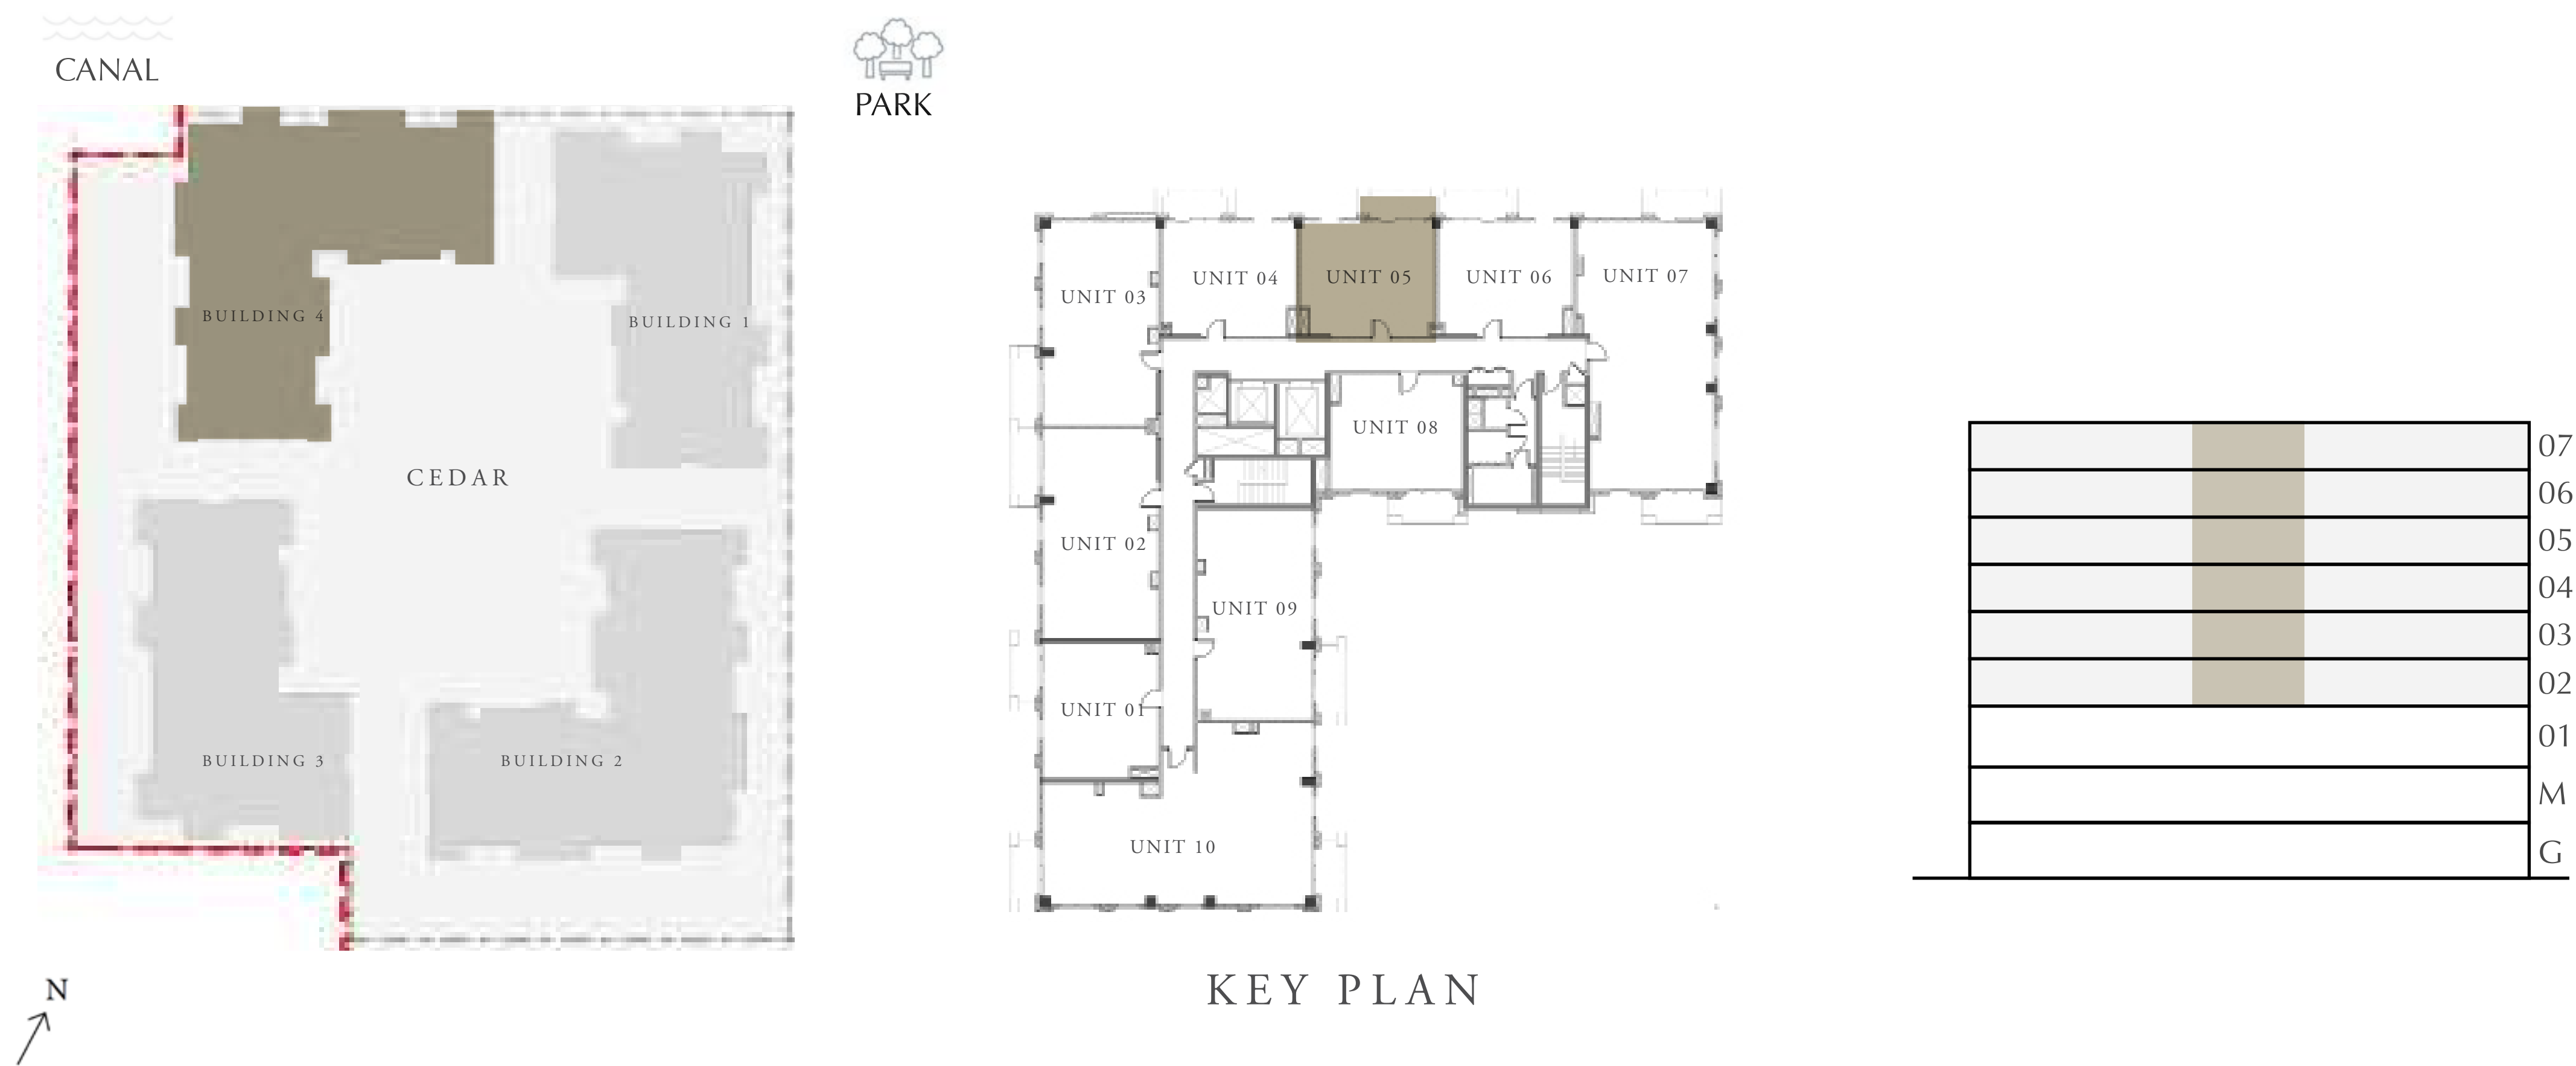 CANAL
PARK
BUILDING 4
BUILDING 1
CEDAR
BUILDING 3
BUILDING 2
N
UNIT 03
UNIT 04
UNIT 05
UNIT 06
UNIT 07
UNIT 08
UNIT 02
UNIT 09
UNIT 01
UNIT 10
KEY PLAN
07
06
05
04
03
02
01
M
G